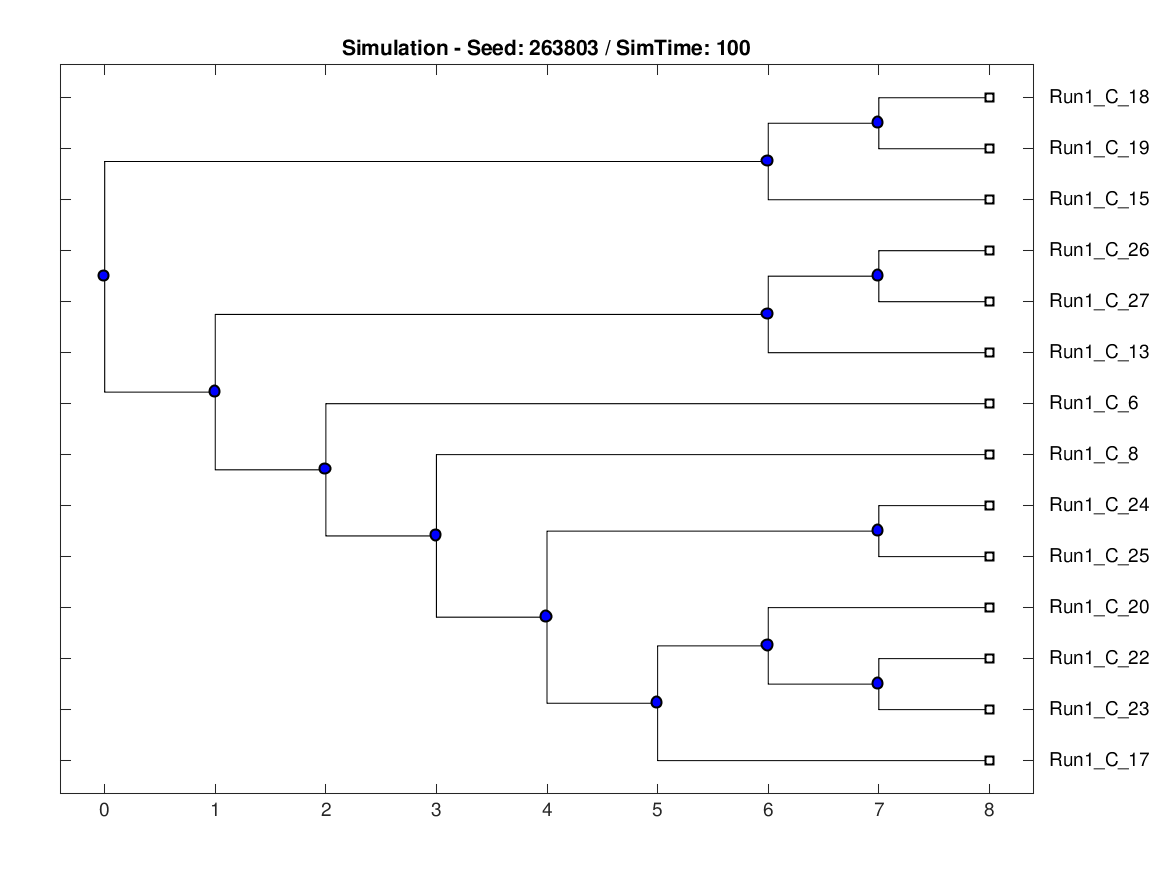 Simulation - Seed: 263803 / SimTime: 100
Run1_C_18
Run1_C_19
Run1_C_15
Run1_C_26
Run1_C_27
Run1_C_13
Run1_C_6
Run1_C_8
Run1_C_24
Run1_C_25
Run1_C_20
Run1_C_22
Run1_C_23
Run1_C_17
0 1 2 3 4 5 6 7 8